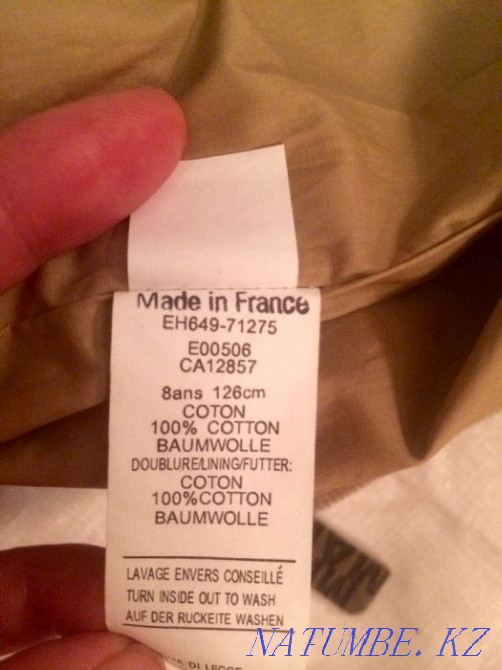 Made in France
EH649-71275
E00506
CA12857
8ans 126cm
COTON
100% COTTON
BAUMWOLLE
DOUBLURE/LINING/FUTTER:
COTON
100%COTTON
BAUMWOLLE
LAVAGE ENVERS CONSEILLÉ
TURN INSIDE OUT TO WASH
AUF DER RUCKEITE WASHEN
NATUMBE. KZ